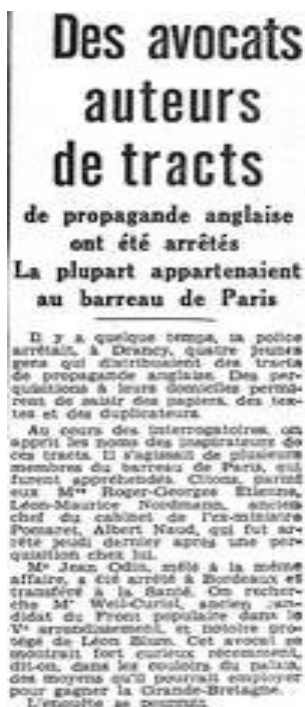 Des avocats
auteurs
de tracts
de propagande anglaise
ont été arrêtés
La plupart appartenaient
au barreau de Paris
Il y a quelque temps, la police
arrêtait, à Drancy, quatre jeunes
gens qui distribuaient des tracts
de propagande anglaise. Des per-
quisitions à leurs domiciles permi-
rent de saisir des papiers, des tex-
tes et des duplicateurs.
Au cours des interrogatoires, on
apprit les noms des inspirateurs de
ces tracts. Il s'agissait de plusieurs
membres du barreau de Paris, qui
furent appréhendés. Citons, parmi
eux Mes Roger-Georges Etienne,
Léon-Maurice Nordmann, ancien
chef du cabinet de l'ex-ministre
Pomaret, Albert Naud, qui fut ar-
rêté jeudi dernier après une per-
quisition chez lui.
Me Jean Odin, mêlé à la même
affaire, a été arrêté à Bordeaux et
transféré à la Santé. On recher-
che Me Weil-Curiel, ancien can-
didat du Front populaire dans le
Ve arrondissement, et notoire pro-
tégé de Léon Blum. Cet avocat se
montrait fort curieux récemment,
dit-on, dans les couloirs du palais,
des moyens qu'il pourrait employer
pour gagner la Grande-Bretagne.
L'enquête se poursuit.